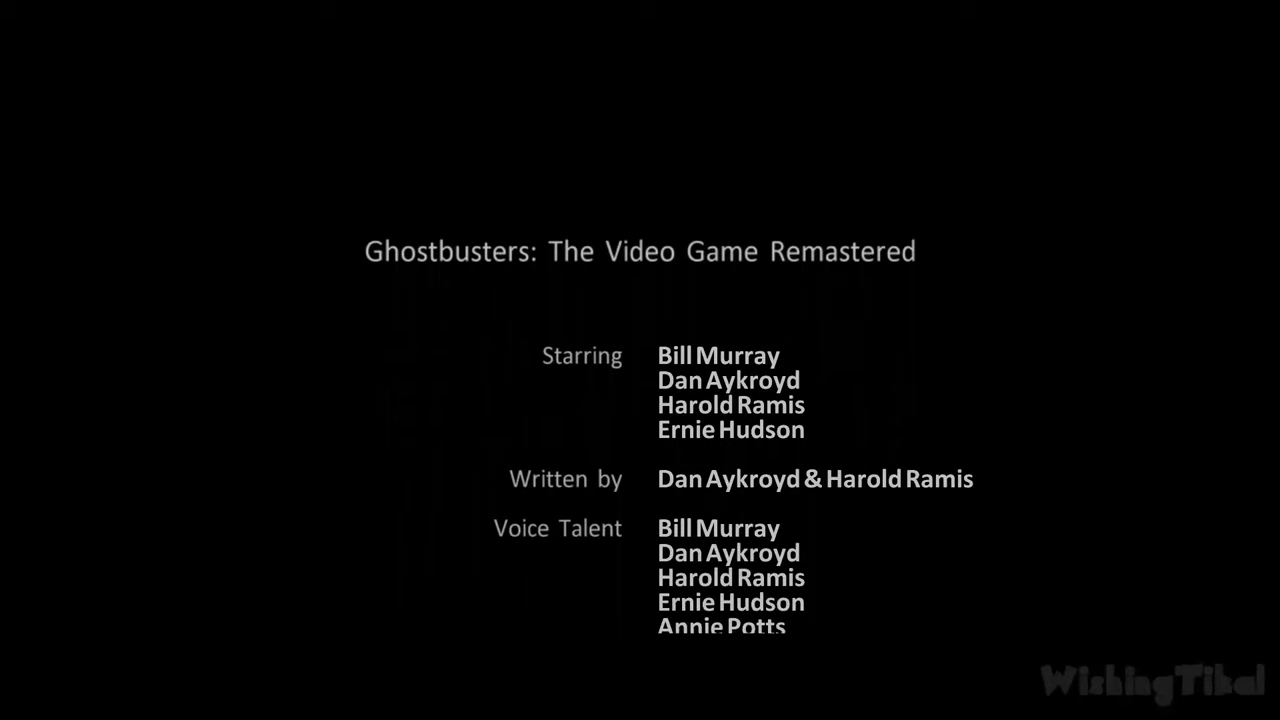 Ghostbusters: The Video Game Remastered
Starring Bill Murray
Dan Aykroyd
Harold Ramis
Ernie Hudson
Written by Dan Aykroyd & Harold Ramis
Voice Talent Bill Murray
Dan Aykroyd
Harold Ramis
Ernie Hudson
Annie Potts
WishingTikal